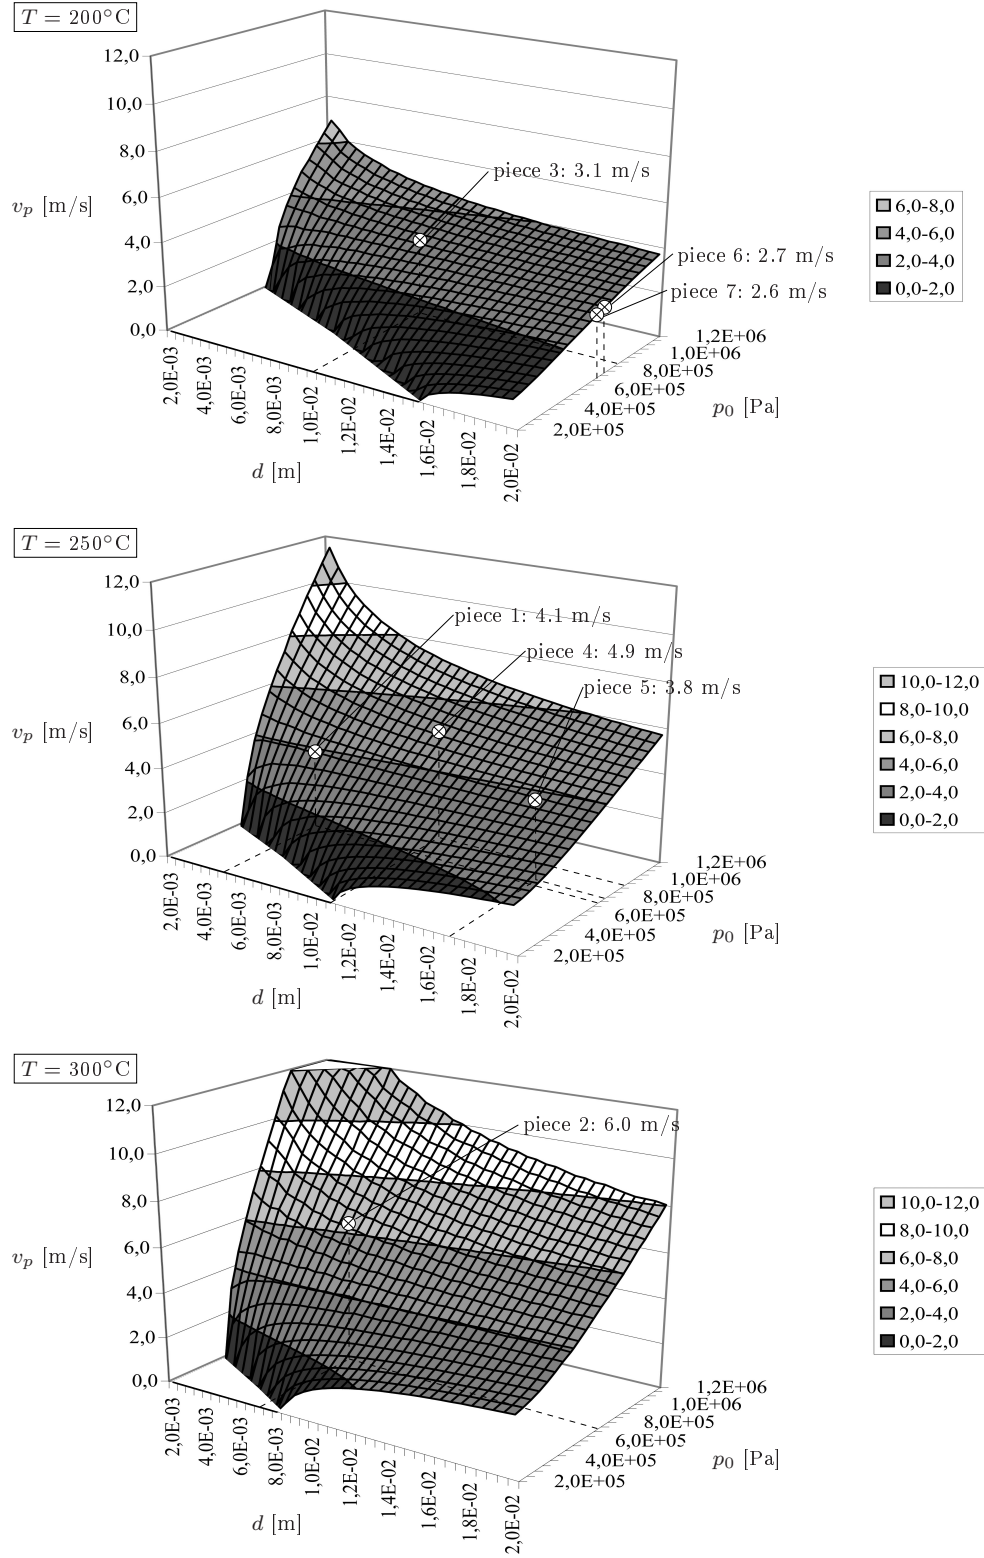 T = 200°C
12,0
10,0
8,0
6,0
4,0
2,0
0,0
v_p [m/s]
piece 3: 3.1 m/s
piece 6: 2.7 m/s
piece 7: 2.6 m/s
6,0-8,0
4,0-6,0
2,0-4,0
0,0-2,0
1,2E+06
1,0E+06
8,0E+05
6,0E+05
4,0E+05
2,0E+05
p_0 [Pa]
2,0E-03
4,0E-03
6,0E-03
8,0E-03
1,0E-02
1,2E-02
1,4E-02
1,6E-02
1,8E-02
2,0E-02
d [m]
T = 250°C
12,0
10,0
8,0
6,0
4,0
2,0
0,0
v_p [m/s]
piece 1: 4.1 m/s
piece 4: 4.9 m/s
piece 5: 3.8 m/s
10,0-12,0
8,0-10,0
6,0-8,0
4,0-6,0
2,0-4,0
0,0-2,0
1,2E+06
1,0E+06
8,0E+05
6,0E+05
4,0E+05
2,0E+05
p_0 [Pa]
2,0E-03
4,0E-03
6,0E-03
8,0E-03
1,0E-02
1,2E-02
1,4E-02
1,6E-02
1,8E-02
2,0E-02
d [m]
T = 300°C
12,0
10,0
8,0
6,0
4,0
2,0
0,0
v_p [m/s]
piece 2: 6.0 m/s
10,0-12,0
8,0-10,0
6,0-8,0
4,0-6,0
2,0-4,0
0,0-2,0
1,2E+06
1,0E+06
8,0E+05
6,0E+05
4,0E+05
2,0E+05
p_0 [Pa]
2,0E-03
4,0E-03
6,0E-03
8,0E-03
1,0E-02
1,2E-02
1,4E-02
1,6E-02
1,8E-02
2,0E-02
d [m]